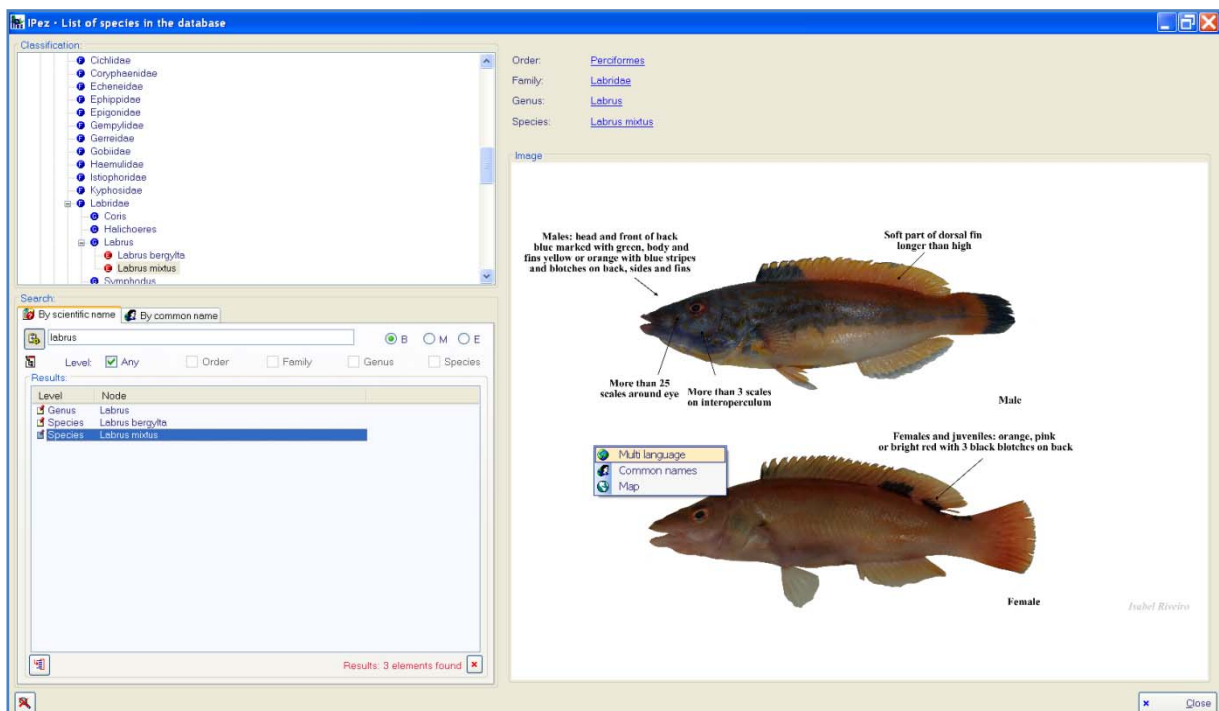 IPez - List of species in the database
Classification:
F Cichlidae
F Coryphaenidae
F Echeneidae
F Ephippidae
F Epigonidae
F Gempylidae
F Gerreidae
F Gobiidae
F Haemulidae
F Istiophoridae
F Kyphosidae
F Labridae
G Coris
G Halichoeres
G Labrus
E Labrus bergylta
E Labrus mixtus
G Symphodus
Search:
By scientific name By common name
labrus B M E
Level: Any Order Family Genus Species
Results:
Level Node
Genus Labrus
Species Labrus bergylta
Species Labrus mixtus
Results: 3 elements found
Order: Perciformes
Family: Labridae
Genus: Labrus
Species: Labrus mixtus
Image
Males: head and front of back
blue marked with green, body and
fins yellow or orange with blue stripes
and blotches on back, sides and fins
Soft part of dorsal fin
longer than high
More than 25
scales around eye
More than 3 scales
on interoperculum
Male
Multi language
Common names
Map
Females and juveniles: orange, pink
or bright red with 3 black blotches on back
Female
Isabel Riveiro
Close